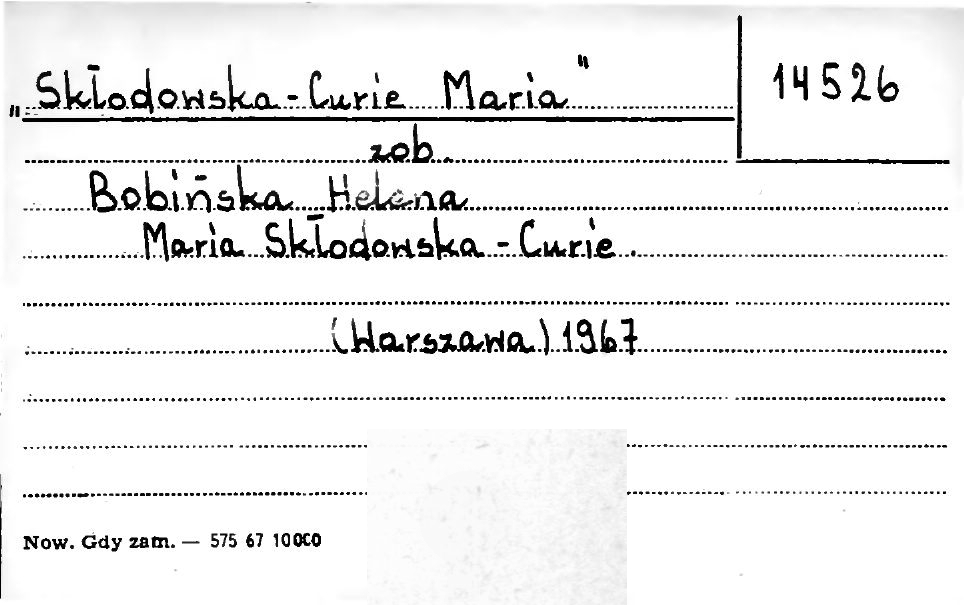 „Skłodowska-Curie Maria"
14526
zob.
Bobińska Helena
Maria Skłodowska-Curie.
(Warszawa) 1967
Now. Gdy zam. — 575 67 10000